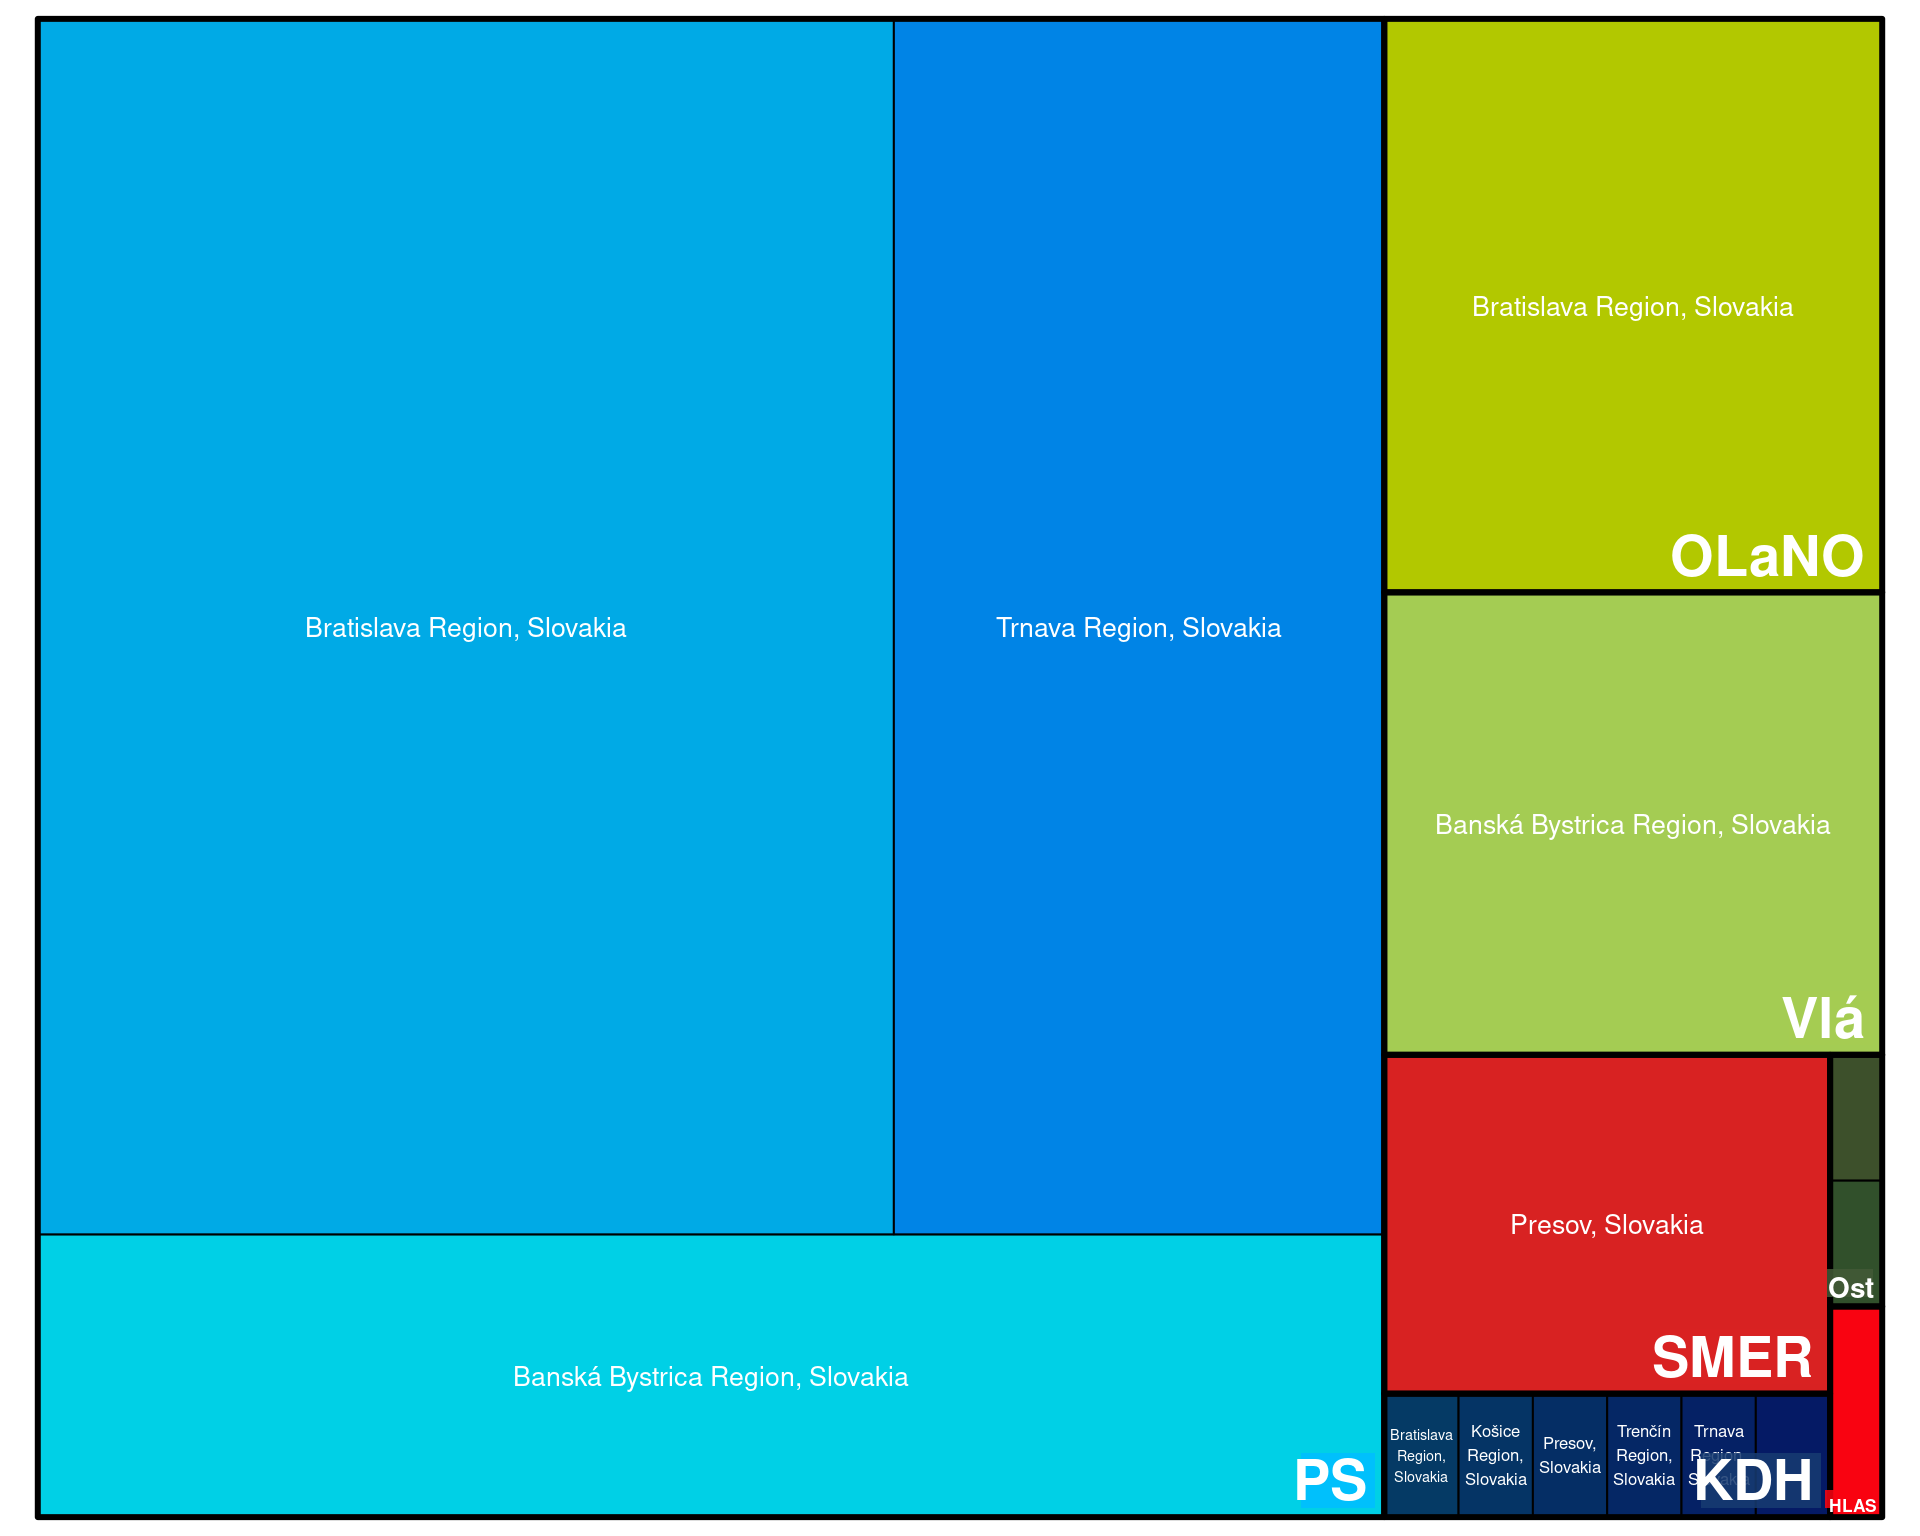 Bratislava Region, Slovakia
Trnava Region, Slovakia
Banská Bystrica Region, Slovakia
PS
Bratislava Region, Slovakia
OLaNO
Banská Bystrica Region, Slovakia
Vlá
Presov, Slovakia
SMER
Ost
Bratislava
Region,
Slovakia
Košice
Region,
Slovakia
Presov,
Slovakia
Trenčín
Region,
Slovakia
Trnava
Region,
Slovakia
KDH
HLAS